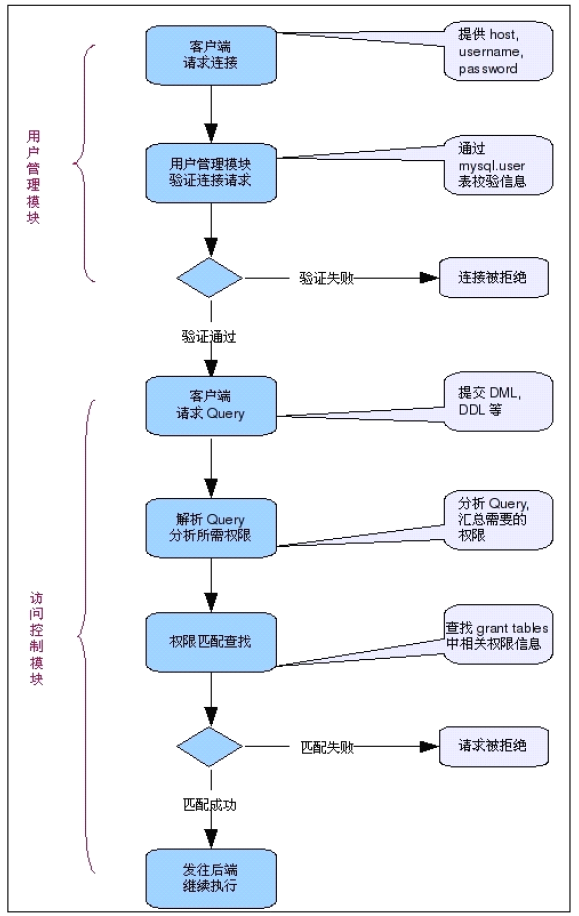 客户端
请求连接
提供 host,
username,
password
用户管理模块
用户管理模块
验证连接请求
通过
mysql.user
表校验信息
验证失败
连接被拒绝
验证通过
客户端
请求 Query
提交 DML,
DDL 等
解析 Query
分析所需权限
分析 Query,
汇总需要的
权限
访问控制模块
权限匹配查找
查找 grant tables
中相关权限信息
匹配失败
请求被拒绝
匹配成功
发往后端
继续执行